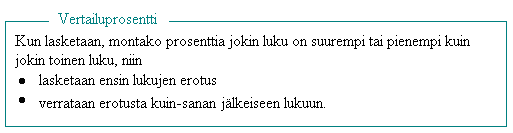 Vertailuprosentti
Kun lasketaan, montako prosenttia jokin luku on suurempi tai pienempi kuin
jokin toinen luku, niin
● lasketaan ensin lukujen erotus
● verrataan erotusta kuin-sanan jälkeiseen lukuun.